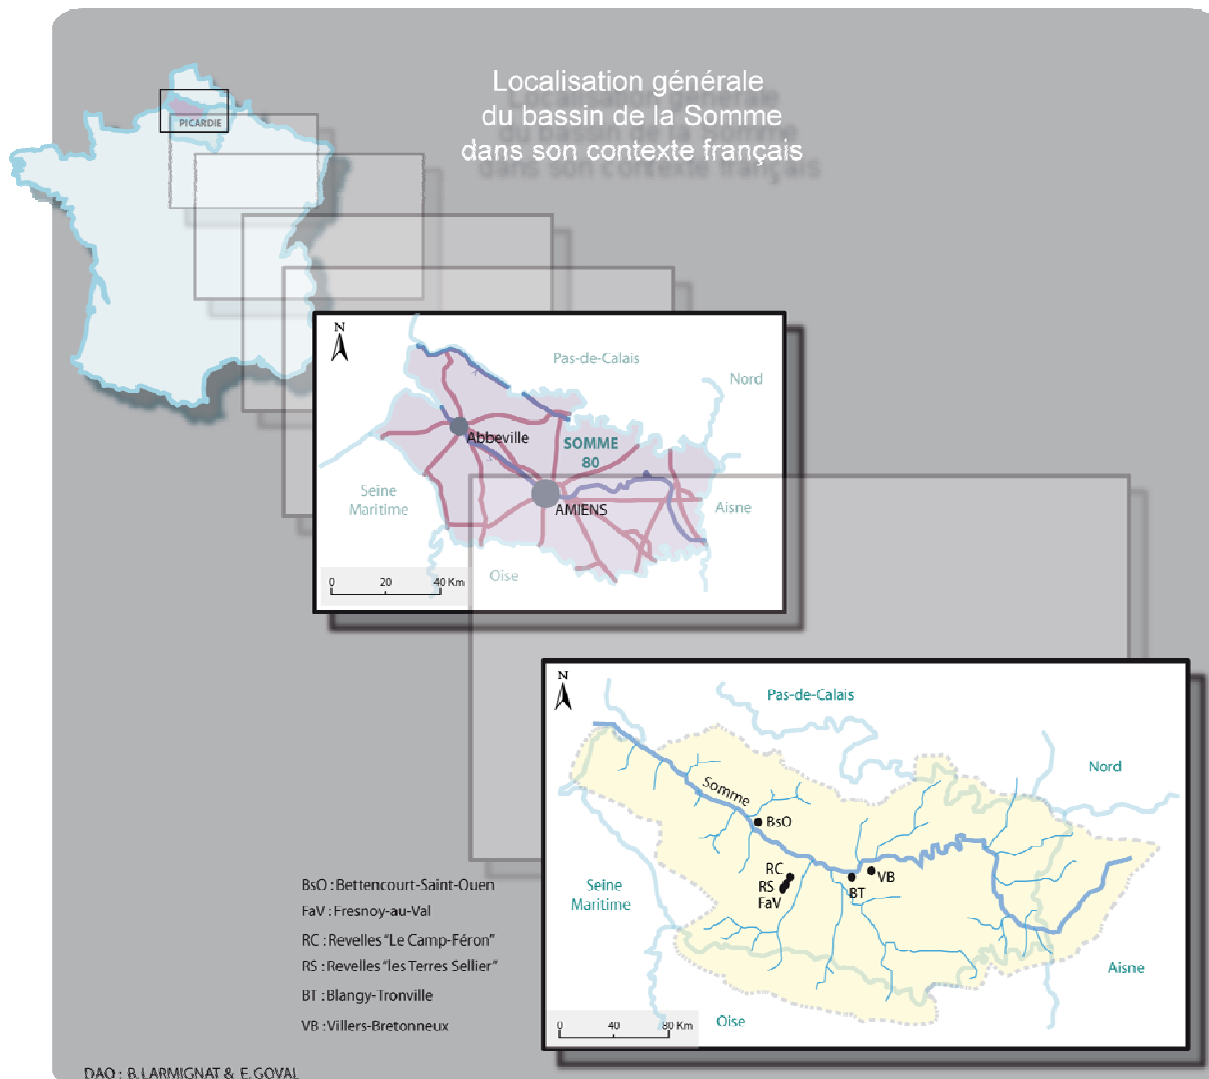 Localisation générale
du bassin de la Somme
dans son contexte français
PICARDIE
N
Pas-de-Calais
Nord
Abbeville
SOMME
80
Seine
Maritime
AMIENS
Aisne
Oise
0 20 40 Km
N
Pas-de-Calais
Nord
Somme
BsO
RC
RS
FaV
VB
BT
Seine
Maritime
Aisne
Oise
0 40 80 Km
BsO : Bettencourt-Saint-Ouen
FaV : Fresnoy-au-Val
RC : Revelles "Le Camp-Féron"
RS : Revelles "les Terres Sellier"
BT : Blangy-Tronville
VB : Villers-Bretonneux
DAO : B. LARMIGNAT & E. GOVAL